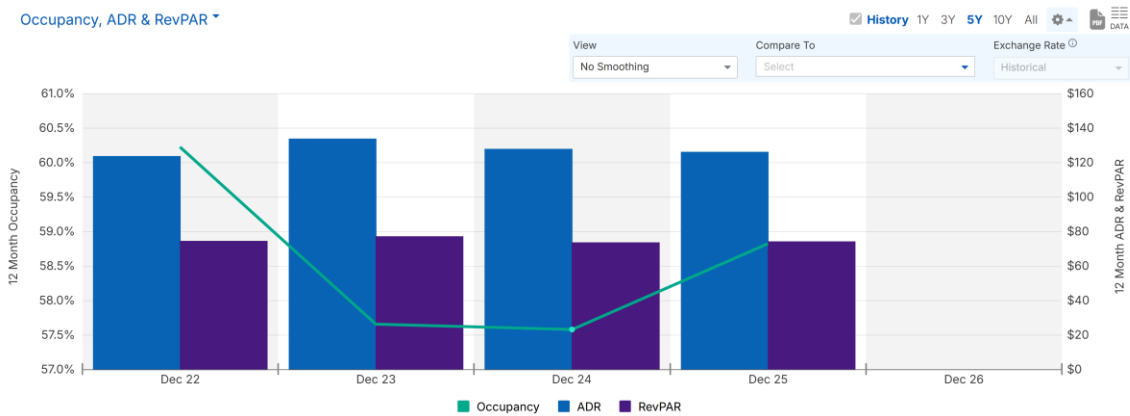 Occupancy, ADR & RevPAR
History 1Y 3Y 5Y 10Y All
PDF
DATA
View
Compare To
Exchange Rate
No Smoothing
Select
Historical
61.0%
60.5%
60.0%
59.5%
59.0%
58.5%
58.0%
57.5%
57.0%
12 Month Occupancy
$160
$140
$120
$100
$80
$60
$40
$20
$0
12 Month ADR & RevPAR
Dec 22 Dec 23 Dec 24 Dec 25 Dec 26
Occupancy ADR RevPAR